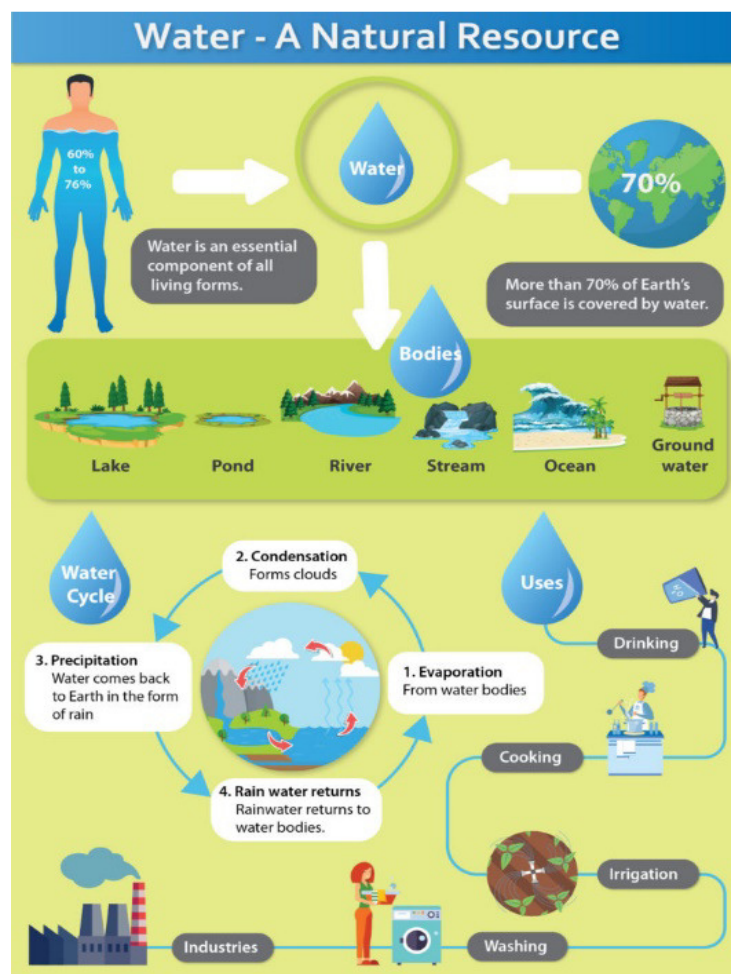 Water - A Natural Resource
60%
to
76%
Water
70%
Water is an essential
component of all
living forms.
More than 70% of Earth's
surface is covered by water.
Bodies
Lake
Pond
River
Stream
Ocean
Ground
water
Water
Cycle
2. Condensation
Forms clouds
3. Precipitation
Water comes back
to Earth in the form
of rain
1. Evaporation
From water bodies
4. Rain water returns
Rainwater returns to
water bodies.
Uses
H₂O
Drinking
Cooking
Irrigation
Washing
Industries